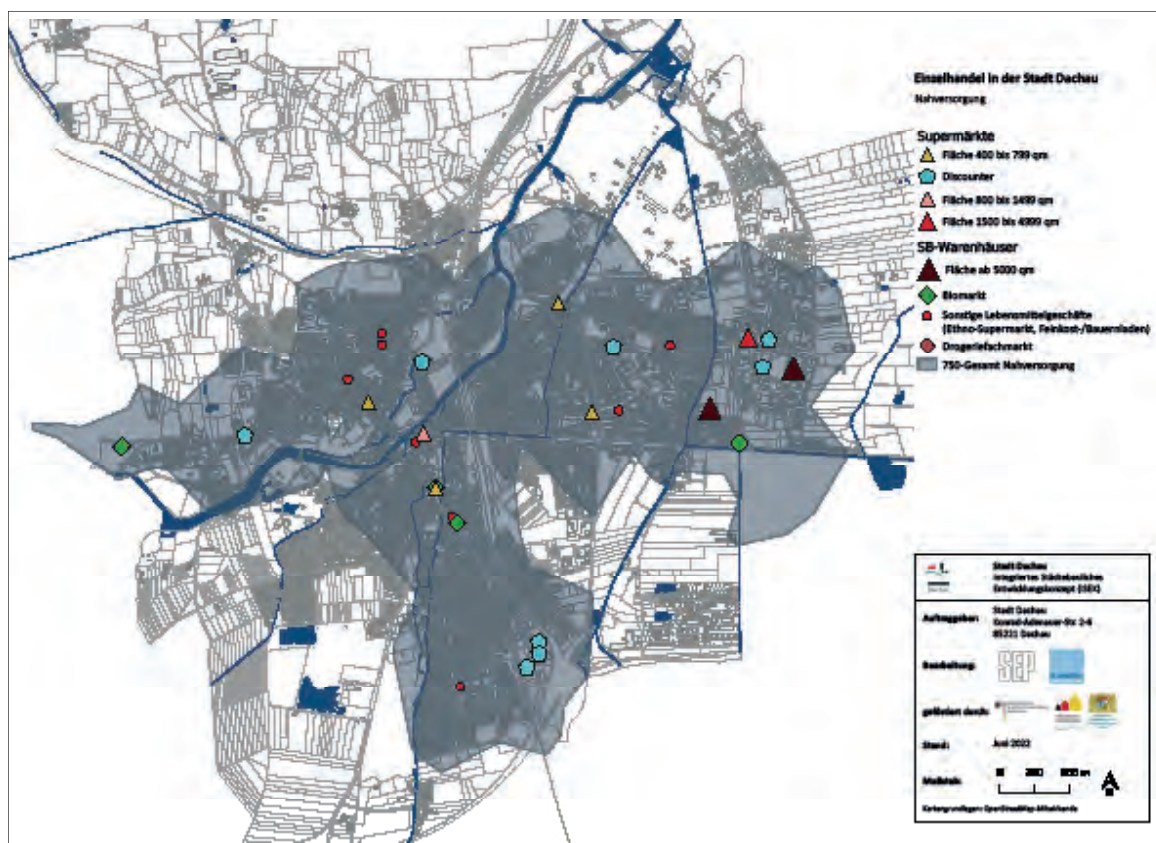 Einzelhandel in der Stadt Dachau
Nahversorgung
Supermärkte
Fläche 400 bis 799 qm
Discounter
Fläche 800 bis 1499 qm
Fläche 1500 bis 4999 qm
SB-Warenhäuser
Fläche ab 5000 qm
Biomarkt
Sonstige Lebensmittelgeschäfte
(Ethno-Supermarkt, Feinkost-/Bauernladen)
Drogeriefachmarkt
750-Gesamt Nahversorgung
Stadt Dachau
Integriertes Städtebauliches
Entwicklungskonzept (ISEK)
Auftraggeber:
Stadt Dachau
Konrad-Adenauer-Str. 2-6
85221 Dachau
Bearbeitung:
SEP
gefördert durch:
Stand:
Juni 2022
Maßstab:
Kartengrundlagen: OpenStreetMap-Mitwirkende